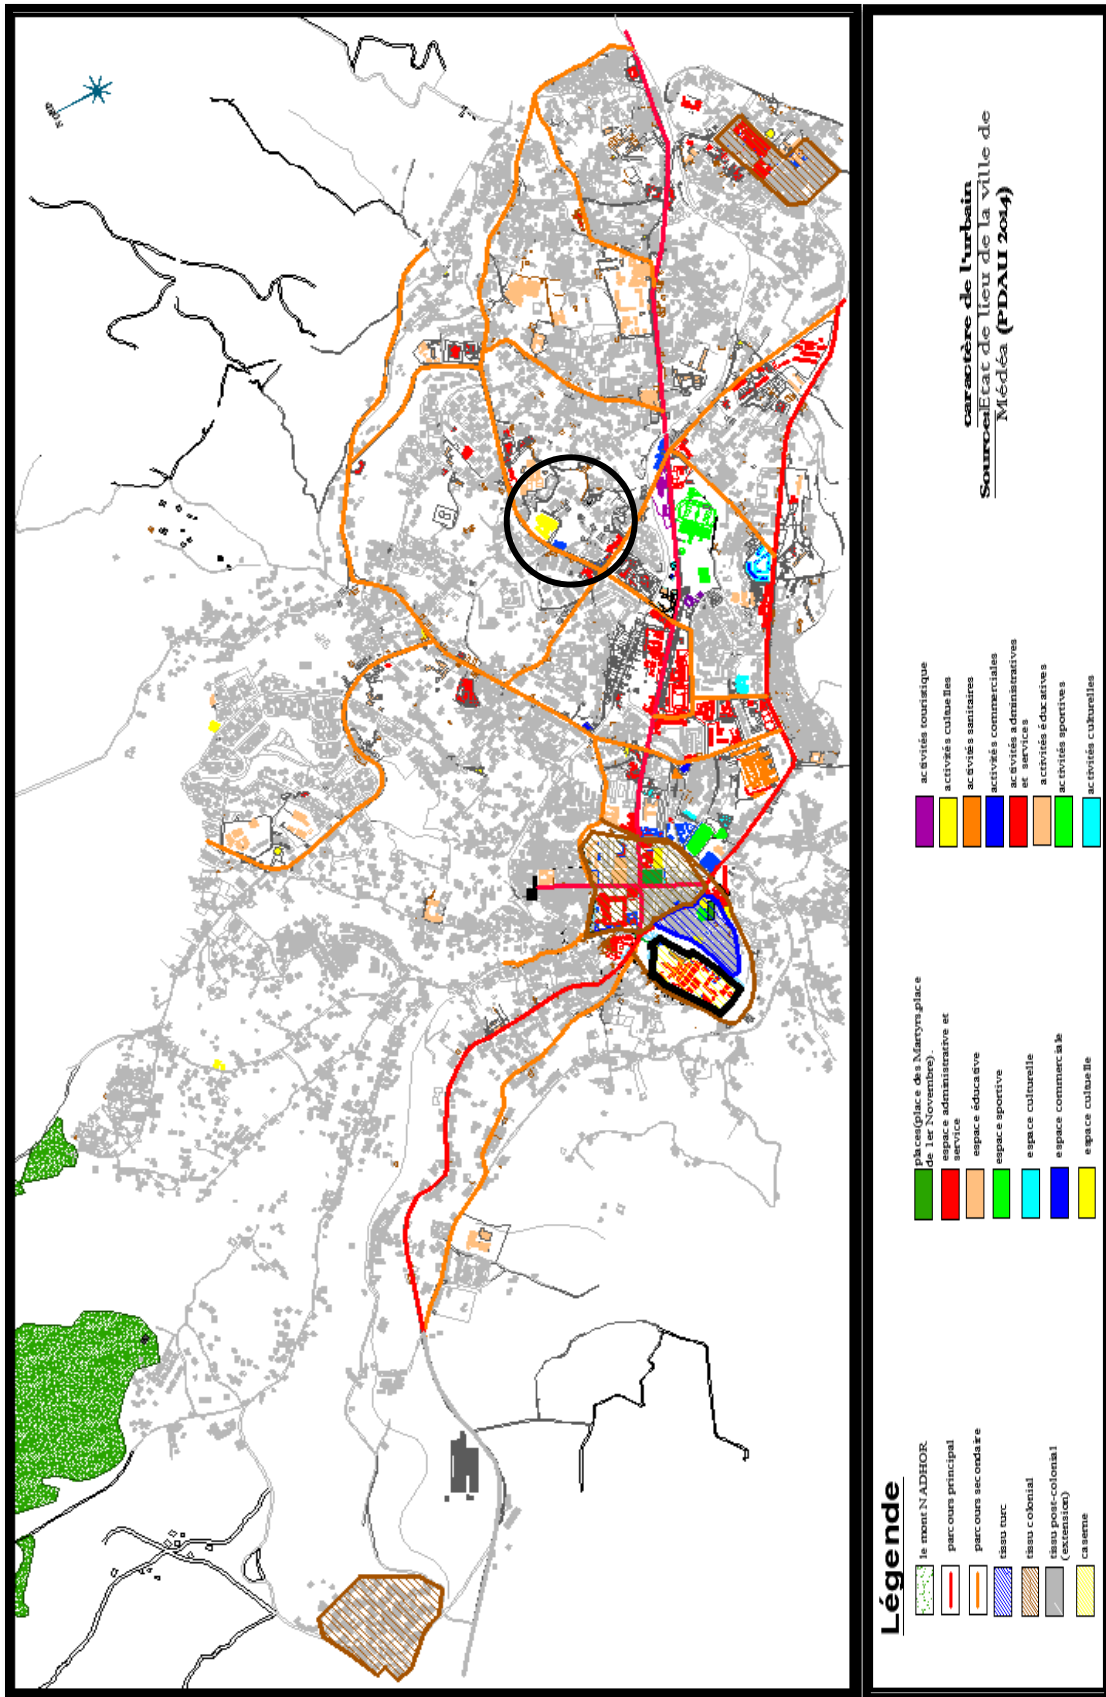 NORD
caractère de l'urbain
Sources:Etat de lieu de la ville de
Médéa (PDAU 2014)
Légende
le mont NADHOR
parcours principal
parcours secondaire
tissu turc
tissu colonial
tissu post-colonial
(extension)
caserne
places(place des Martyrs,place
de 1er Novembre).
espace administrative et
service
espace éducative
espace sportive
espace culturelle
espace commerciale
espace cultuelle
activités touristique
activités cultuelles
activités sanitaires
activités commerciales
activités administratives
et services
activités éducatives
activités sportives
activités culturelles